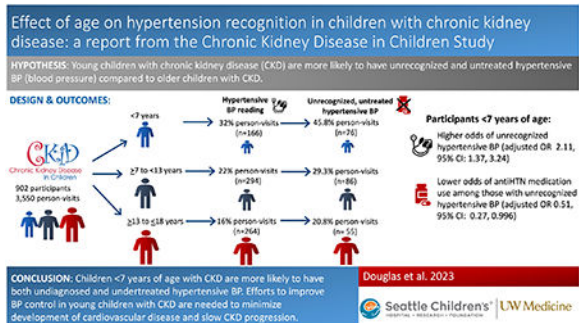 Effect of age on hypertension recognition in children with chronic kidney
disease: a report from the Chronic Kidney Disease in Children Study
HYPOTHESIS: Young children with chronic kidney disease (CKD) are more likely to have unrecognized and untreated hypertensive
BP (blood pressure) compared to older children with CKD.
DESIGN & OUTCOMES:
CKiD
Chronic Kidney Disease
in Children
902 participants
3,550 person-visits
<7 years
Hypertensive
BP reading
32% person-visits
(n=166)
Unrecognized, untreated
hypertensive BP
45.8% person-visits
(n=76)
≥7 to <13 years
22% person-visits
(n=294)
29.3% person-visits
(n=86)
≥13 to ≤18 years
16% person-visits
(n=264)
20.8% person-visits
(n= 55)
Participants <7 years of age:
Higher odds of unrecognized
hypertensive BP (adjusted OR 2.11,
95% CI: 1.37, 3.24)
Lower odds of antiHTN medication
use among those with unrecognized
hypertensive BP (adjusted OR 0.51,
95% CI: 0.27, 0.996)
CONCLUSION: Children <7 years of age with CKD are more likely to have
both undiagnosed and undertreated hypertensive BP. Efforts to improve
BP control in young children with CKD are needed to minimize
development of cardiovascular disease and slow CKD progression.
Douglas et al. 2023
Seattle Children's
HOSPITAL • RESEARCH • FOUNDATION
UW Medicine